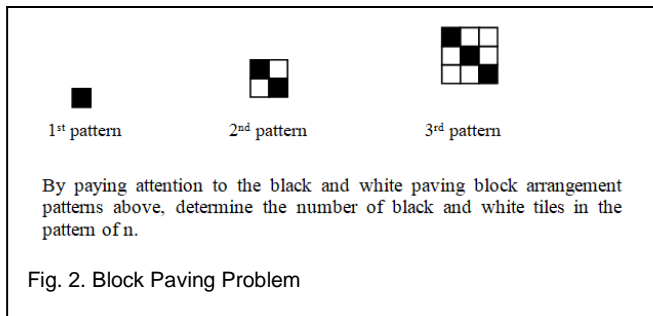 1st pattern 2nd pattern 3rd pattern
By paying attention to the black and white paving block arrangement
patterns above, determine the number of black and white tiles in the
pattern of n.
Fig. 2. Block Paving Problem